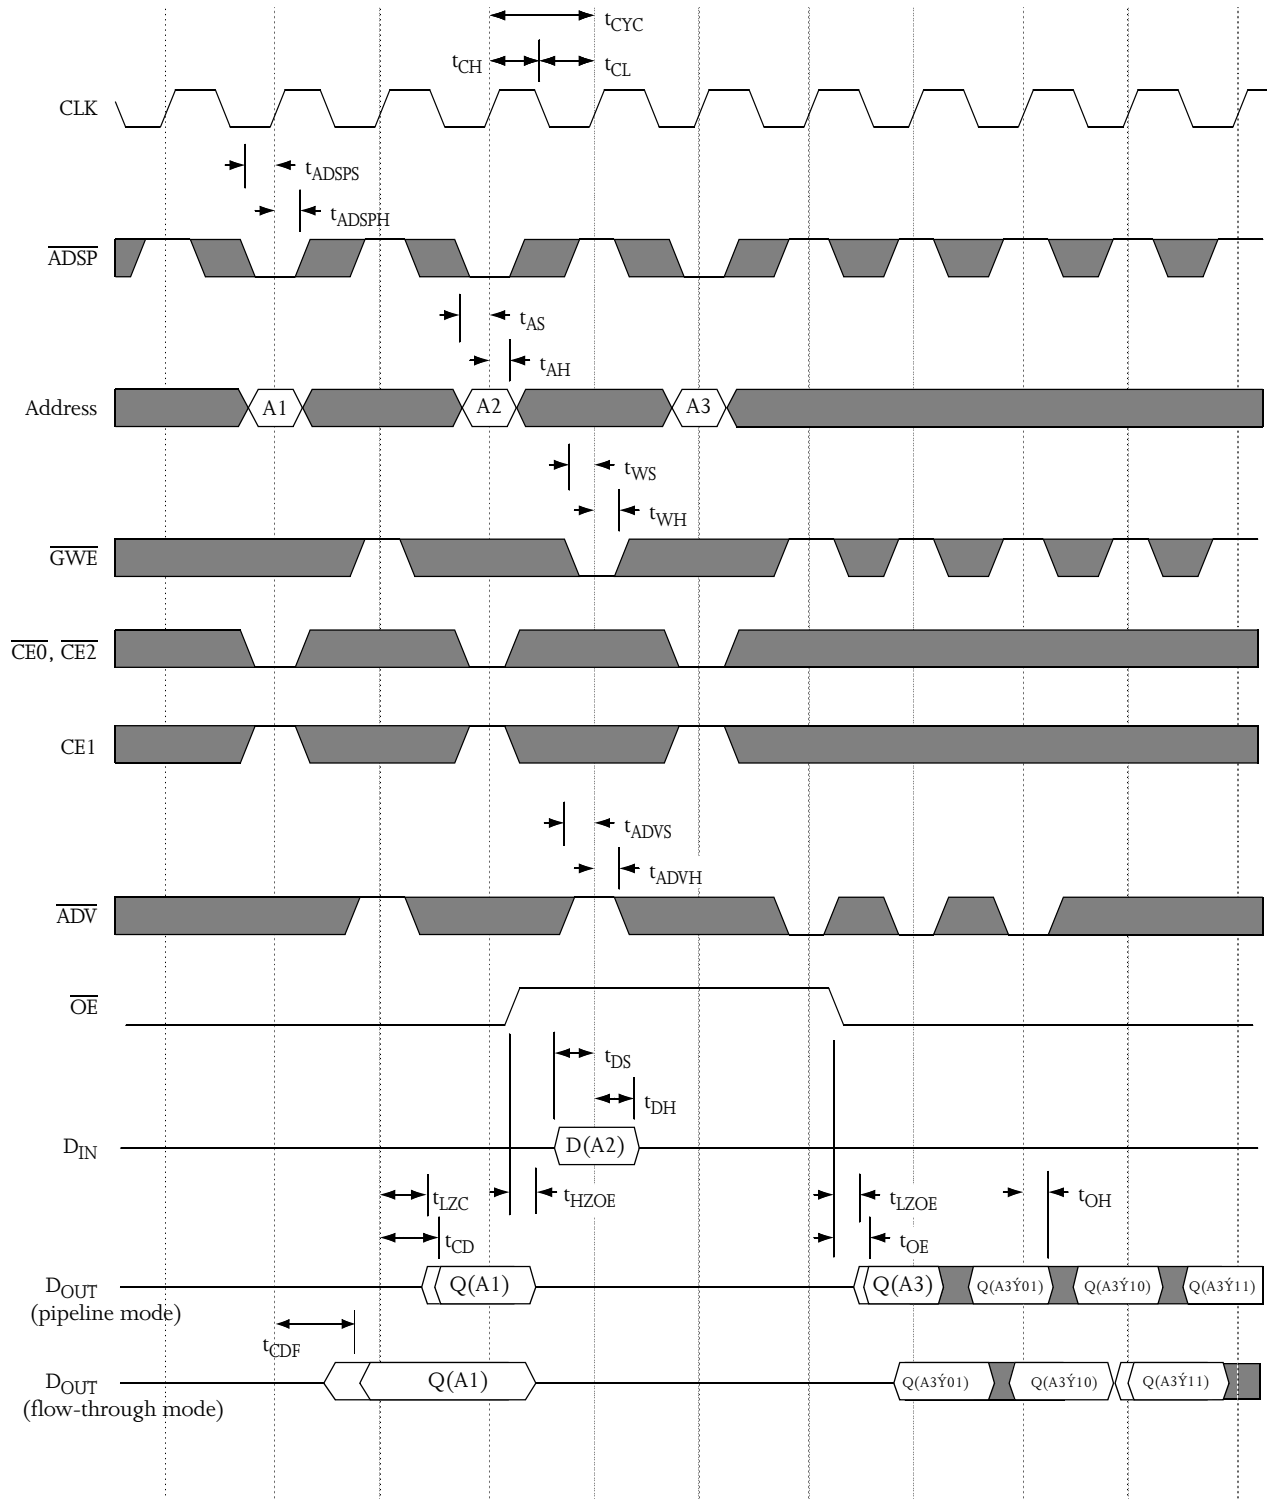 tCYC
tCH
tCL
CLK
tADSPS
tADSPH
ADSP
tAS
tAH
Address
A1
A2
A3
tWS
tWH
GWE
CE0, CE2
CE1
tADVS
tADVH
ADV
OE
tDS
tDH
DIN
D(A2)
tLZC
tHZOE
tLZOE
tOH
tCD
tOE
DOUT
(pipeline mode)
Q(A1)
Q(A3)
Q(A3Ý01)
Q(A3Ý10)
Q(A3Ý11)
tCDF
DOUT
(flow-through mode)
Q(A1)
Q(A3Ý01)
Q(A3Ý10)
Q(A3Ý11)